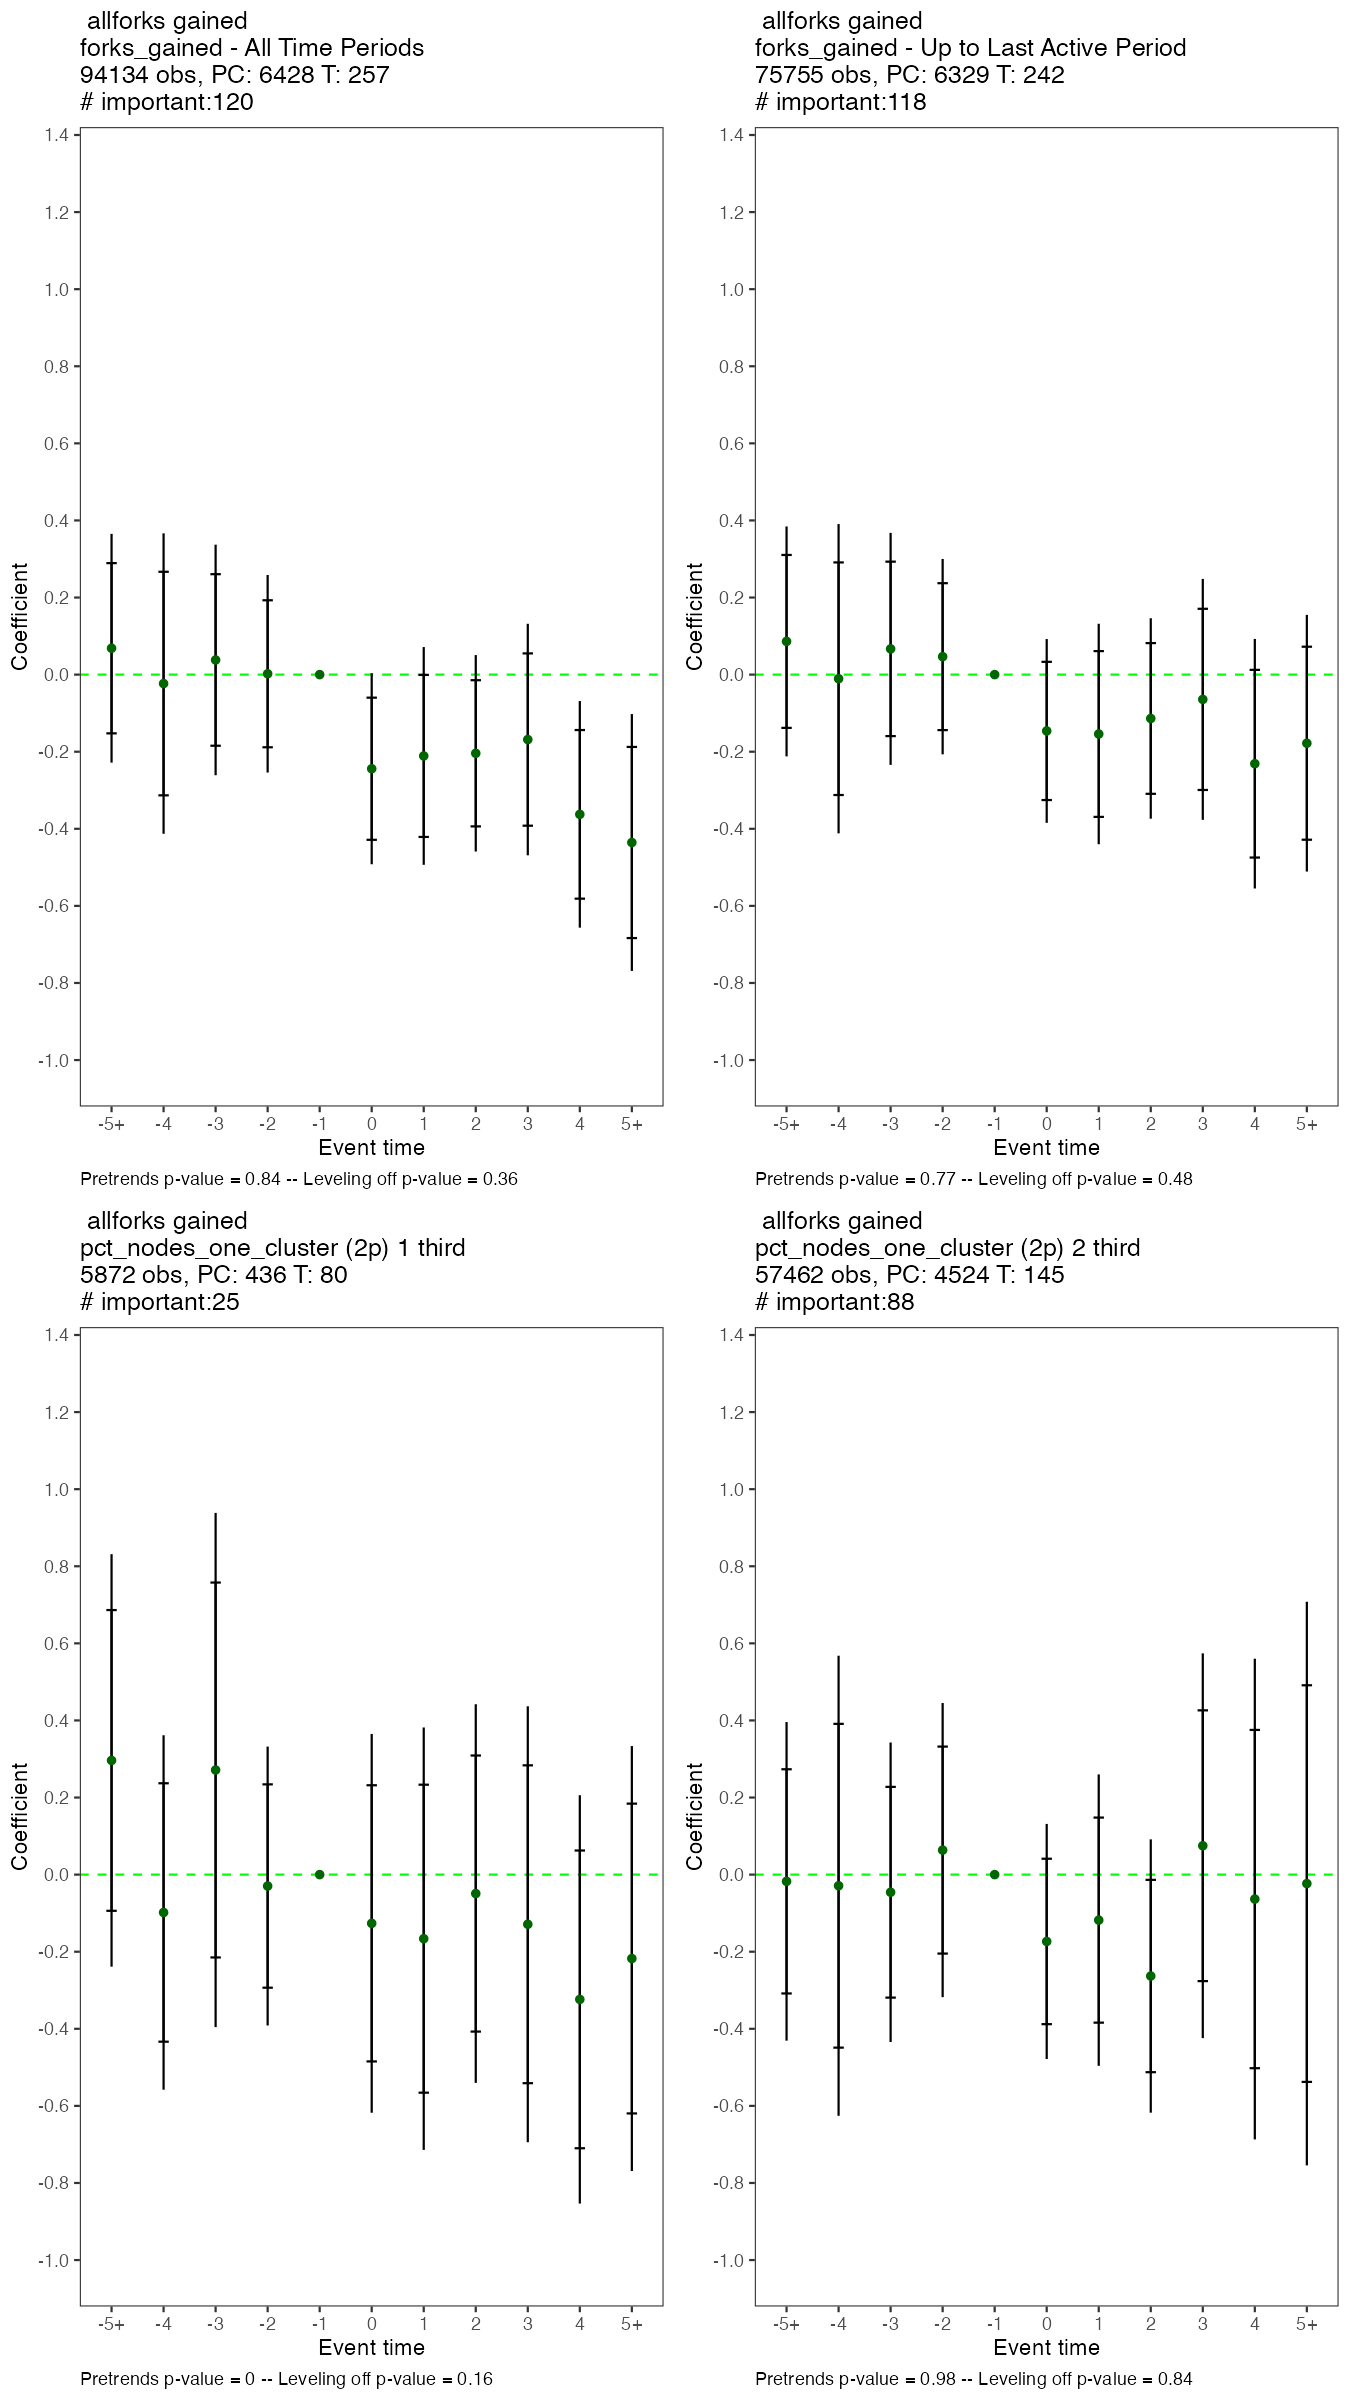 allforks gained
forks_gained - All Time Periods
94134 obs, PC: 6428 T: 257
# important:120
1.4
1.2
1.0
0.8
0.6
0.4
0.2
0.0
-0.2
-0.4
-0.6
-0.8
-1.0
Coefficient
-5+ -4 -3 -2 -1 0 1 2 3 4 5+
Event time
Pretrends p-value = 0.84 -- Leveling off p-value = 0.36
allforks gained
forks_gained - Up to Last Active Period
75755 obs, PC: 6329 T: 242
# important:118
1.4
1.2
1.0
0.8
0.6
0.4
0.2
0.0
-0.2
-0.4
-0.6
-0.8
-1.0
Coefficient
-5+ -4 -3 -2 -1 0 1 2 3 4 5+
Event time
Pretrends p-value = 0.77 -- Leveling off p-value = 0.48
allforks gained
pct_nodes_one_cluster (2p) 1 third
5872 obs, PC: 436 T: 80
# important:25
1.4
1.2
1.0
0.8
0.6
0.4
0.2
0.0
-0.2
-0.4
-0.6
-0.8
-1.0
Coefficient
-5+ -4 -3 -2 -1 0 1 2 3 4 5+
Event time
Pretrends p-value = 0 -- Leveling off p-value = 0.16
allforks gained
pct_nodes_one_cluster (2p) 2 third
57462 obs, PC: 4524 T: 145
# important:88
1.4
1.2
1.0
0.8
0.6
0.4
0.2
0.0
-0.2
-0.4
-0.6
-0.8
-1.0
Coefficient
-5+ -4 -3 -2 -1 0 1 2 3 4 5+
Event time
Pretrends p-value = 0.98 -- Leveling off p-value = 0.84